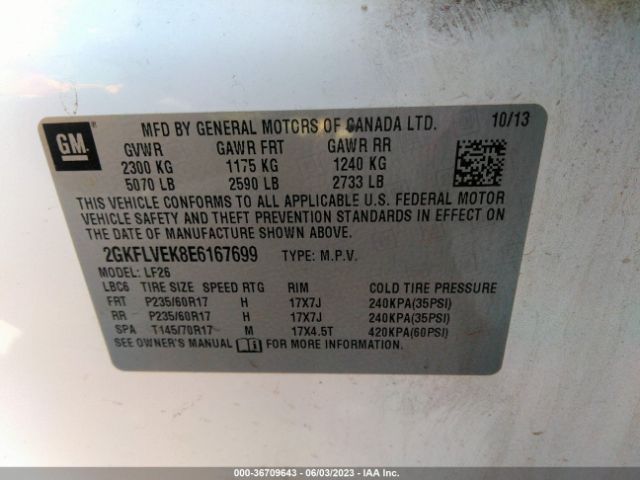 GM
MFD BY GENERAL MOTORS OF CANADA LTD. 10/13
GVWR GAWR FRT GAWR RR
2300 KG 1175 KG 1240 KG
5070 LB 2590 LB 2733 LB
THIS VEHICLE CONFORMS TO ALL APPLICABLE U.S. FEDERAL MOTOR
VEHICLE SAFETY AND THEFT PREVENTION STANDARDS IN EFFECT ON
THE DATE OF MANUFACTURE SHOWN ABOVE.
2GKFLVEK8E6167699 TYPE: M.P.V.
MODEL: LF26
LBC6 TIRE SIZE SPEED RTG RIM COLD TIRE PRESSURE
FRT P235/60R17 H 17X7J 240KPA(35PSI)
RR P235/60R17 H 17X7J 240KPA(35PSI)
SPA T145/70R17 M 17X4.5T 420KPA(60PSI)
SEE OWNER'S MANUAL FOR MORE INFORMATION.
000-36709643 / 06/03/2023 - IAA Inc.